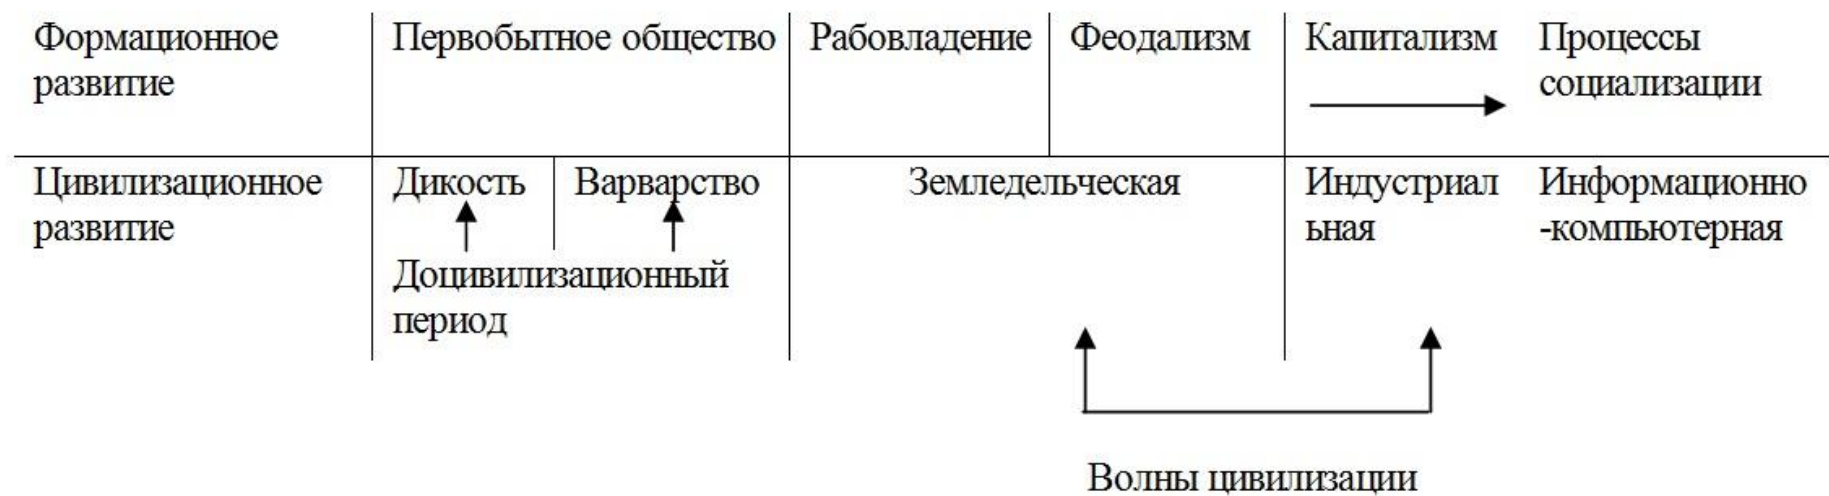 Формационное
развитие
Первобытное общество
Рабовладение
Феодализм
Капитализм
Процессы
социализации
Цивилизационное
развитие
Дикость
Варварство
Доцивилизационный
период
Земледельческая
Индустриал
ьная
Информационно
-компьютерная
Волны цивилизации